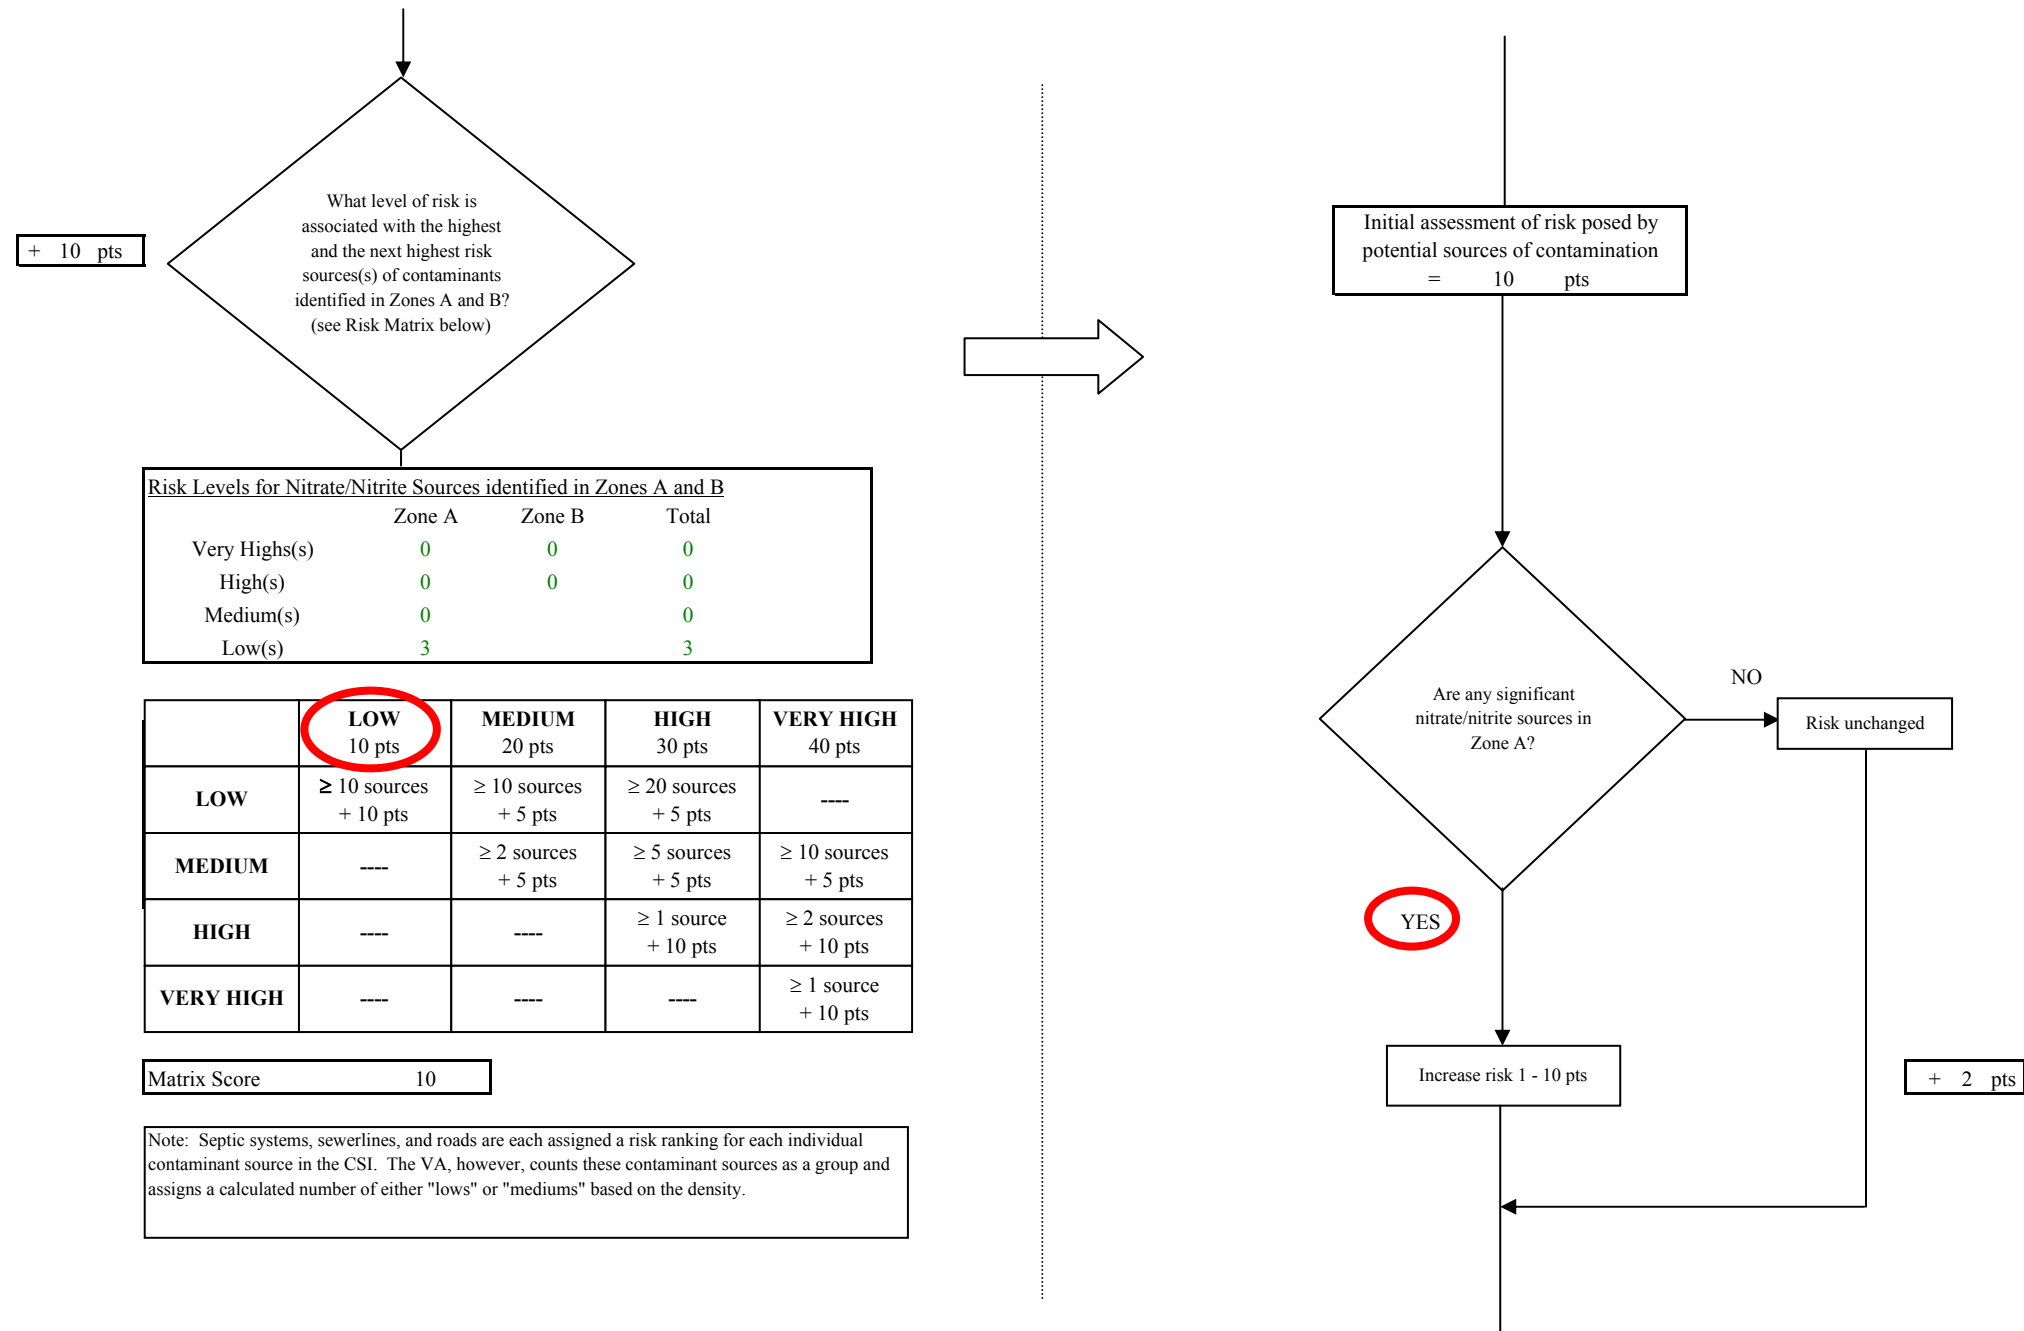 + 10 pts
What level of risk is
associated with the highest
and the next highest risk
sources(s) of contaminants
identified in Zones A and B?
(see Risk Matrix below)
Risk Levels for Nitrate/Nitrite Sources identified in Zones A and B
Zone A Zone B Total
Very Highs(s) 0 0 0
High(s) 0 0 0
Medium(s) 0 0
Low(s) 3 3
LOW MEDIUM HIGH VERY HIGH
10 pts 20 pts 30 pts 40 pts
LOW ≥ 10 sources ≥ 10 sources ≥ 20 sources ----
+ 10 pts + 5 pts + 5 pts
MEDIUM ---- ≥ 2 sources ≥ 5 sources ≥ 10 sources
+ 5 pts + 5 pts + 5 pts
HIGH ---- ---- ≥ 1 source ≥ 2 sources
+ 10 pts + 10 pts
VERY HIGH ---- ---- ---- ≥ 1 source
+ 10 pts
Matrix Score 10
Note: Septic systems, sewerlines, and roads are each assigned a risk ranking for each individual
contaminant source in the CSI. The VA, however, counts these contaminant sources as a group and
assigns a calculated number of either "lows" or "mediums" based on the density.
Initial assessment of risk posed by
potential sources of contamination
= 10 pts
Are any significant
nitrate/nitrite sources in
Zone A?
NO
Risk unchanged
YES
Increase risk 1 - 10 pts
+ 2 pts